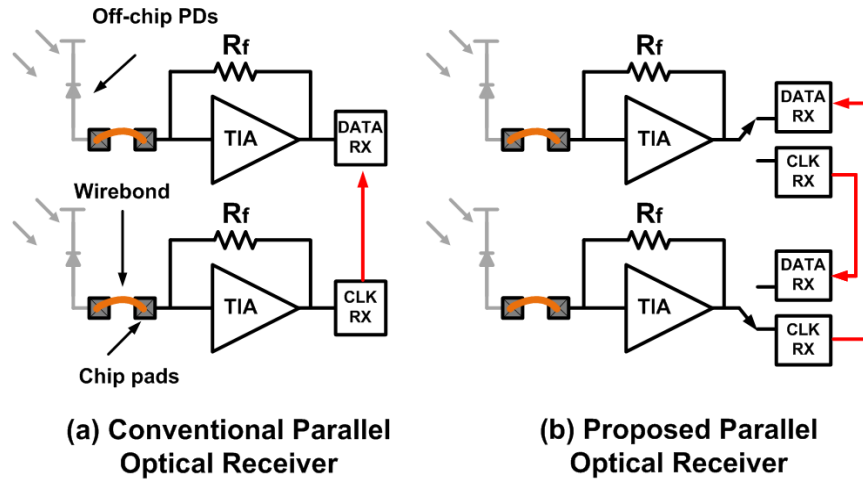 Off-chip PDs
Rf
TIA
DATA
RX
Wirebond
Rf
TIA
CLK
RX
Chip pads
(a) Conventional Parallel
Optical Receiver
Rf
TIA
DATA
RX
CLK
RX
Rf
TIA
DATA
RX
CLK
RX
(b) Proposed Parallel
Optical Receiver